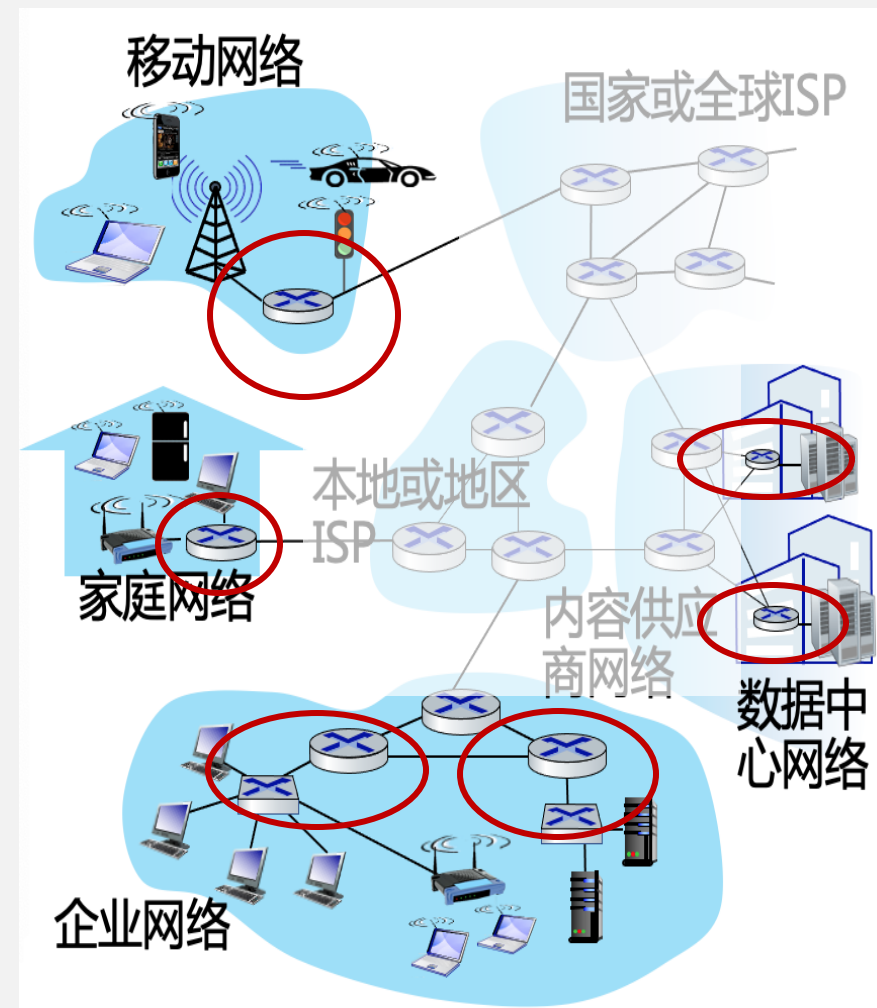 移动网络
国家或全球ISP
本地或地区
ISP
家庭网络
内容供应
商网络
数据中
心网络
企业网络